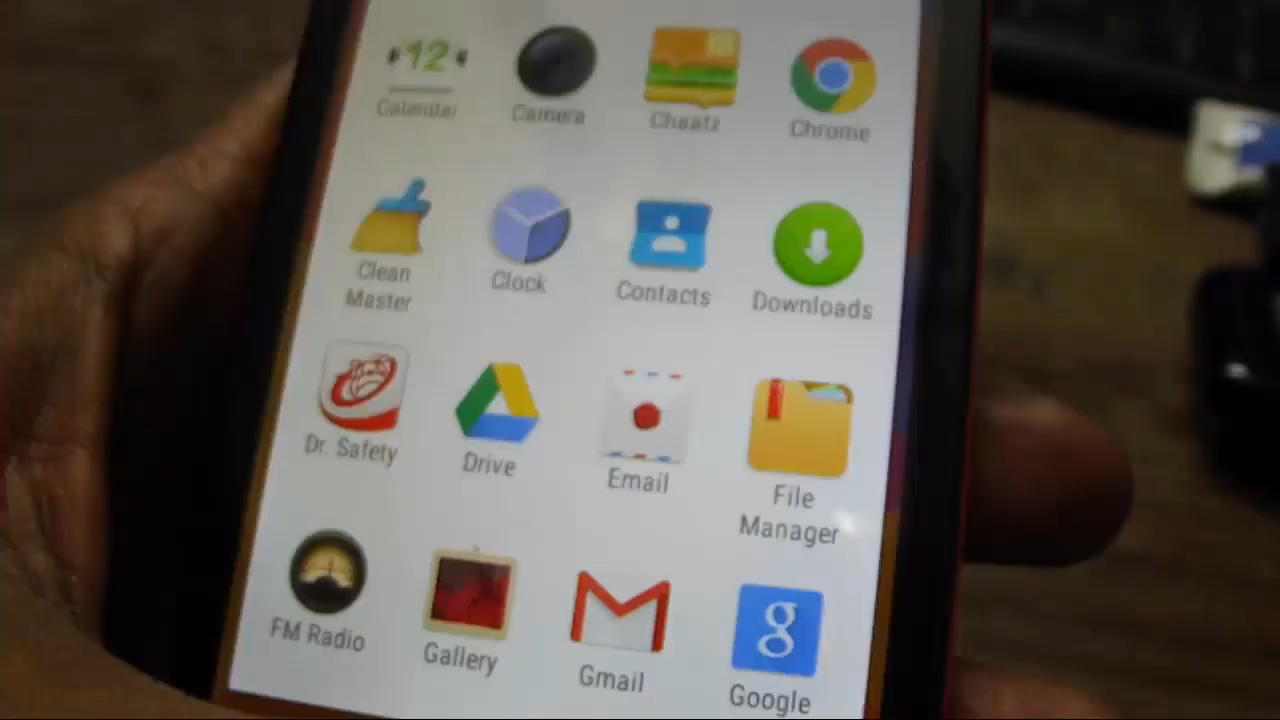 12
Calendar
Camera
Chaatz
Chrome
Clean
Master
Clock
Contacts
Downloads
Dr. Safety
Drive
Email
File
Manager
FM Radio
Gallery
Gmail
g
Google